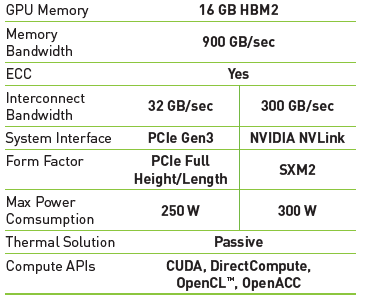 GPU Memory 16 GB HBM2
Memory
Bandwidth 900 GB/sec
ECC Yes
Interconnect
Bandwidth 32 GB/sec 300 GB/sec
System Interface PCIe Gen3 NVIDIA NVLink
Form Factor PCIe Full
Height/Length SXM2
Max Power
Comsumption 250 W 300 W
Thermal Solution Passive
Compute APIs CUDA, DirectCompute,
OpenCL™, OpenACC